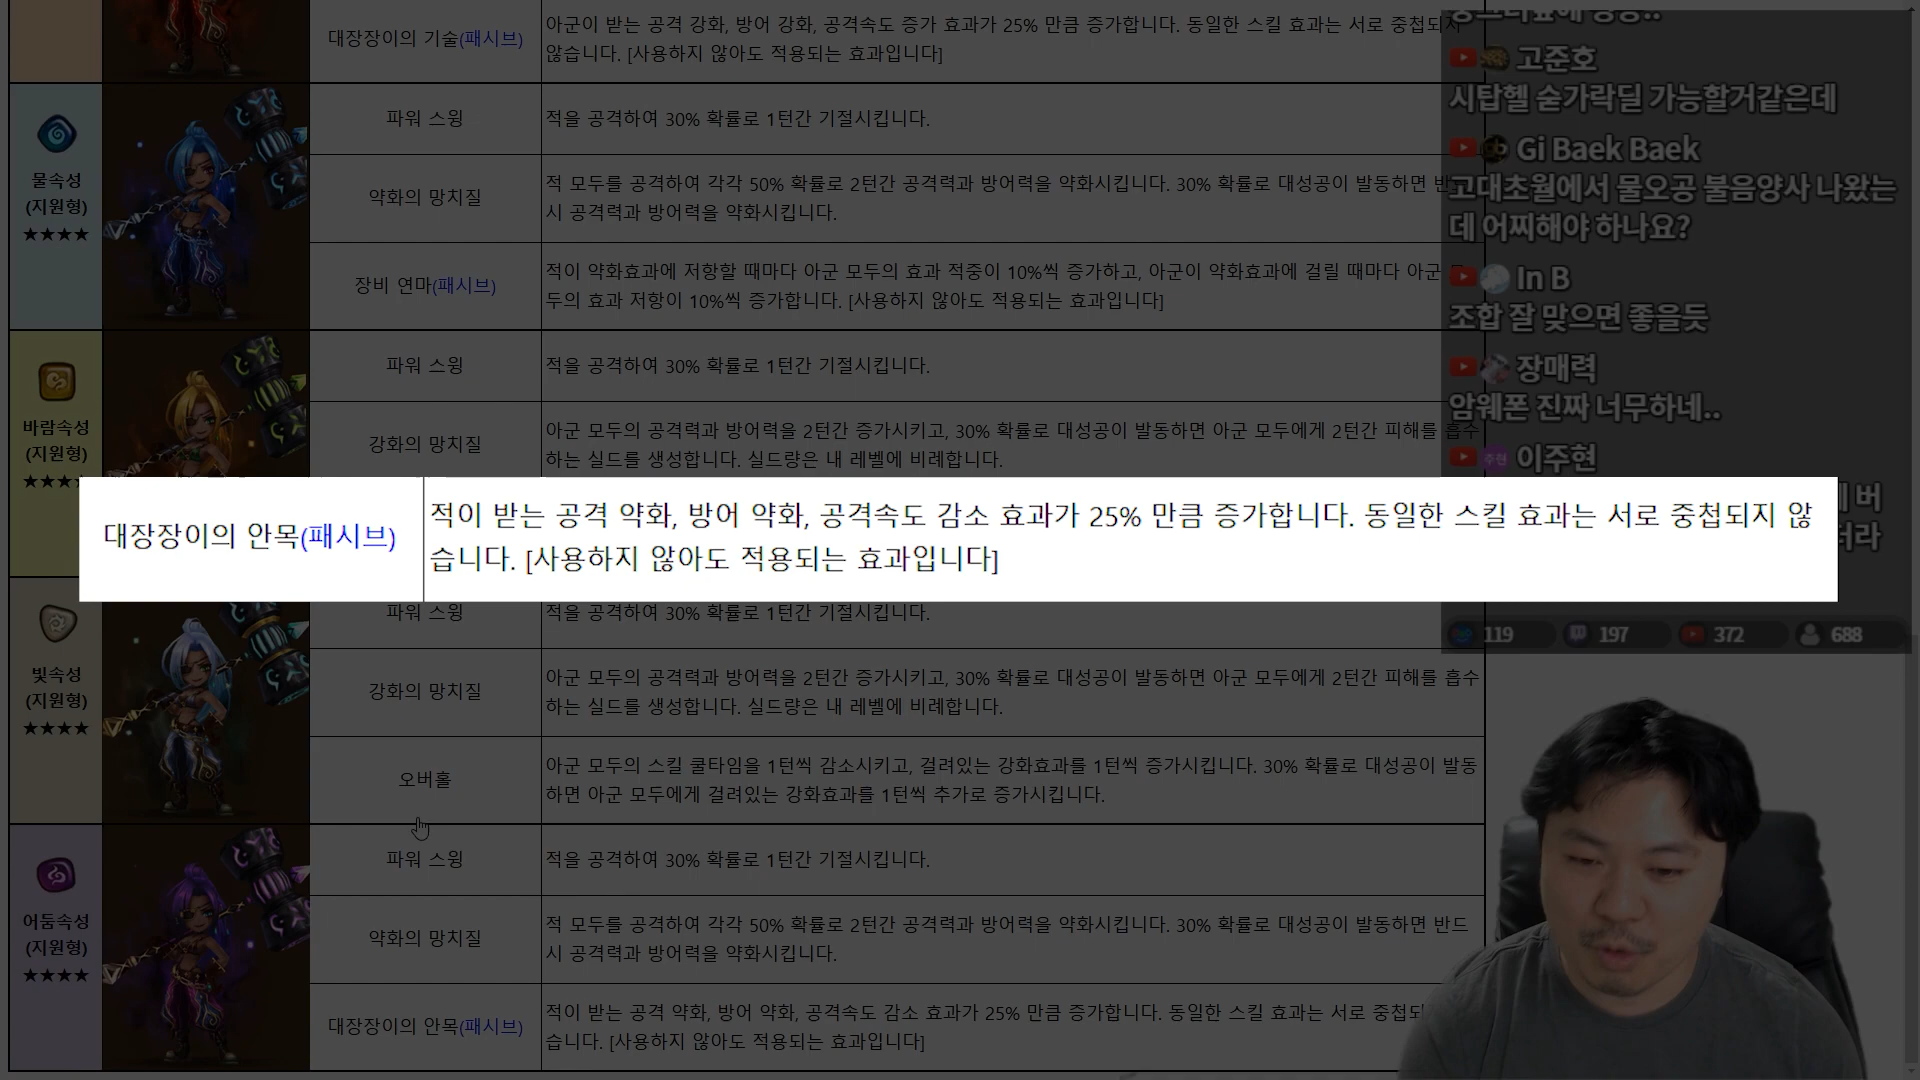 대장장이의 기술(패시브)
아군이 받는 공격 강화, 방어 강화, 공격속도 증가 효과가 25% 만큼 증가합니다. 동일한 스킬 효과는 서로 중첩되지
않습니다. [사용하지 않아도 적용되는 효과입니다]
물속성
(지원형)
★★★★
파워 스윙
적을 공격하여 30% 확률로 1턴간 기절시킵니다.
약화의 망치질
적 모두를 공격하여 각각 50% 확률로 2턴간 공격력과 방어력을 약화시킵니다. 30% 확률로 대성공이 발동하면 반드
시 공격력과 방어력을 약화시킵니다.
장비 연마(패시브)
적이 약화효과에 저항할 때마다 아군 모두의 효과 적중이 10%씩 증가하고, 아군이 약화효과에 걸릴 때마다 아군 모
두의 효과 저항이 10%씩 증가합니다. [사용하지 않아도 적용되는 효과입니다]
바람속성
(지원형)
★★★★
파워 스윙
적을 공격하여 30% 확률로 1턴간 기절시킵니다.
강화의 망치질
아군 모두의 공격력과 방어력을 2턴간 증가시키고, 30% 확률로 대성공이 발동하면 아군 모두에게 2턴간 피해를 흡수
하는 실드를 생성합니다. 실드량은 내 레벨에 비례합니다.
대장장이의 안목(패시브)
적이 받는 공격 약화, 방어 약화, 공격속도 감소 효과가 25% 만큼 증가합니다. 동일한 스킬 효과는 서로 중첩되지 않
습니다. [사용하지 않아도 적용되는 효과입니다]
빛속성
(지원형)
★★★★
파워 스윙
적을 공격하여 30% 확률로 1턴간 기절시킵니다.
강화의 망치질
아군 모두의 공격력과 방어력을 2턴간 증가시키고, 30% 확률로 대성공이 발동하면 아군 모두에게 2턴간 피해를 흡수
하는 실드를 생성합니다. 실드량은 내 레벨에 비례합니다.
오버홀
아군 모두의 스킬 쿨타임을 1턴씩 감소시키고, 걸려있는 강화효과를 1턴씩 증가시킵니다. 30% 확률로 대성공이 발동
하면 아군 모두에게 걸려있는 강화효과를 1턴씩 추가로 증가시킵니다.
어둠속성
(지원형)
★★★★
파워 스윙
적을 공격하여 30% 확률로 1턴간 기절시킵니다.
약화의 망치질
적 모두를 공격하여 각각 50% 확률로 2턴간 공격력과 방어력을 약화시킵니다. 30% 확률로 대성공이 발동하면 반드
시 공격력과 방어력을 약화시킵니다.
대장장이의 안목(패시브)
적이 받는 공격 약화, 방어 약화, 공격속도 감소 효과가 25% 만큼 증가합니다. 동일한 스킬 효과는 서로 중첩되
습니다. [사용하지 않아도 적용되는 효과입니다]
고준호
시탑헬 숟가락딜 가능할거같은데
Gi Baek Baek
고대초월에서 물오공 불음양사 나왔는
데 어찌해야 하나요?
In B
조합 잘 맞으면 좋을듯
장매력
암웨폰 진짜 너무하네..
주현 이주현
버
119 197 372 688